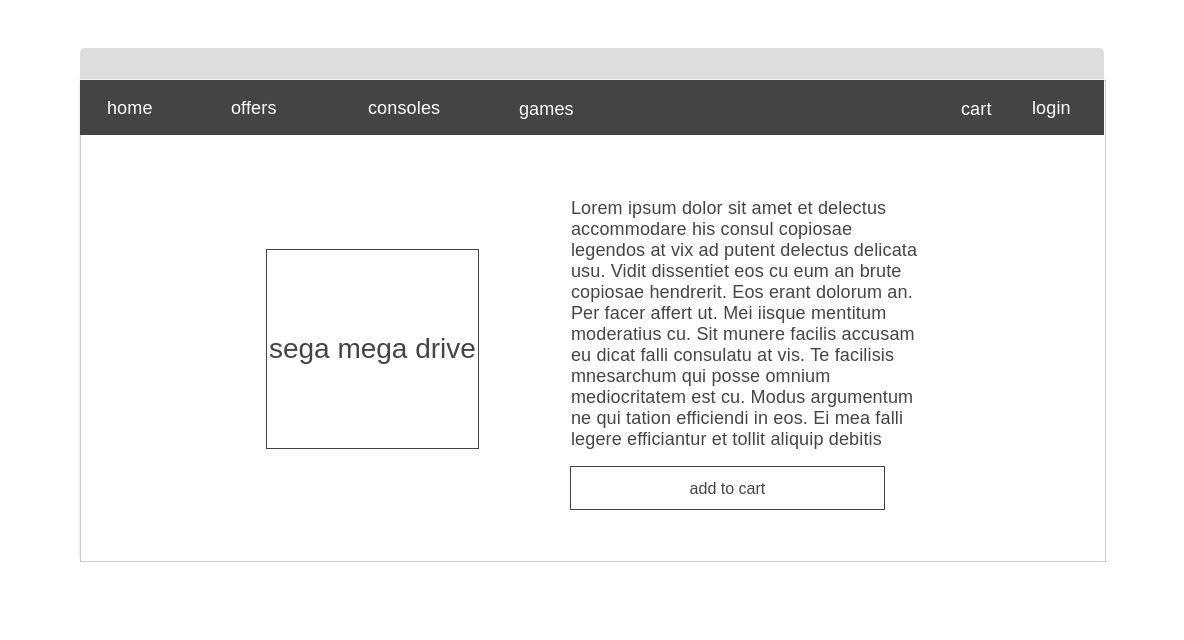 home offers consoles games cart login
Lorem ipsum dolor sit amet et delectus
accommodare his consul copiosae
legendos at vix ad putent delectus delicata
usu. Vidit dissentiet eos cu eum an brute
copiosae hendrerit. Eos erant dolorum an.
Per facer affert ut. Mei iisque mentitum
moderatius cu. Sit munere facilis accusam
eu dicat falli consulatu at vis. Te facilisis
mnesarchum qui posse omnium
mediocritatem est cu. Modus argumentum
ne qui tation efficiendi in eos. Ei mea falli
legere efficiantur et tollit aliquip debitis
sega mega drive
add to cart